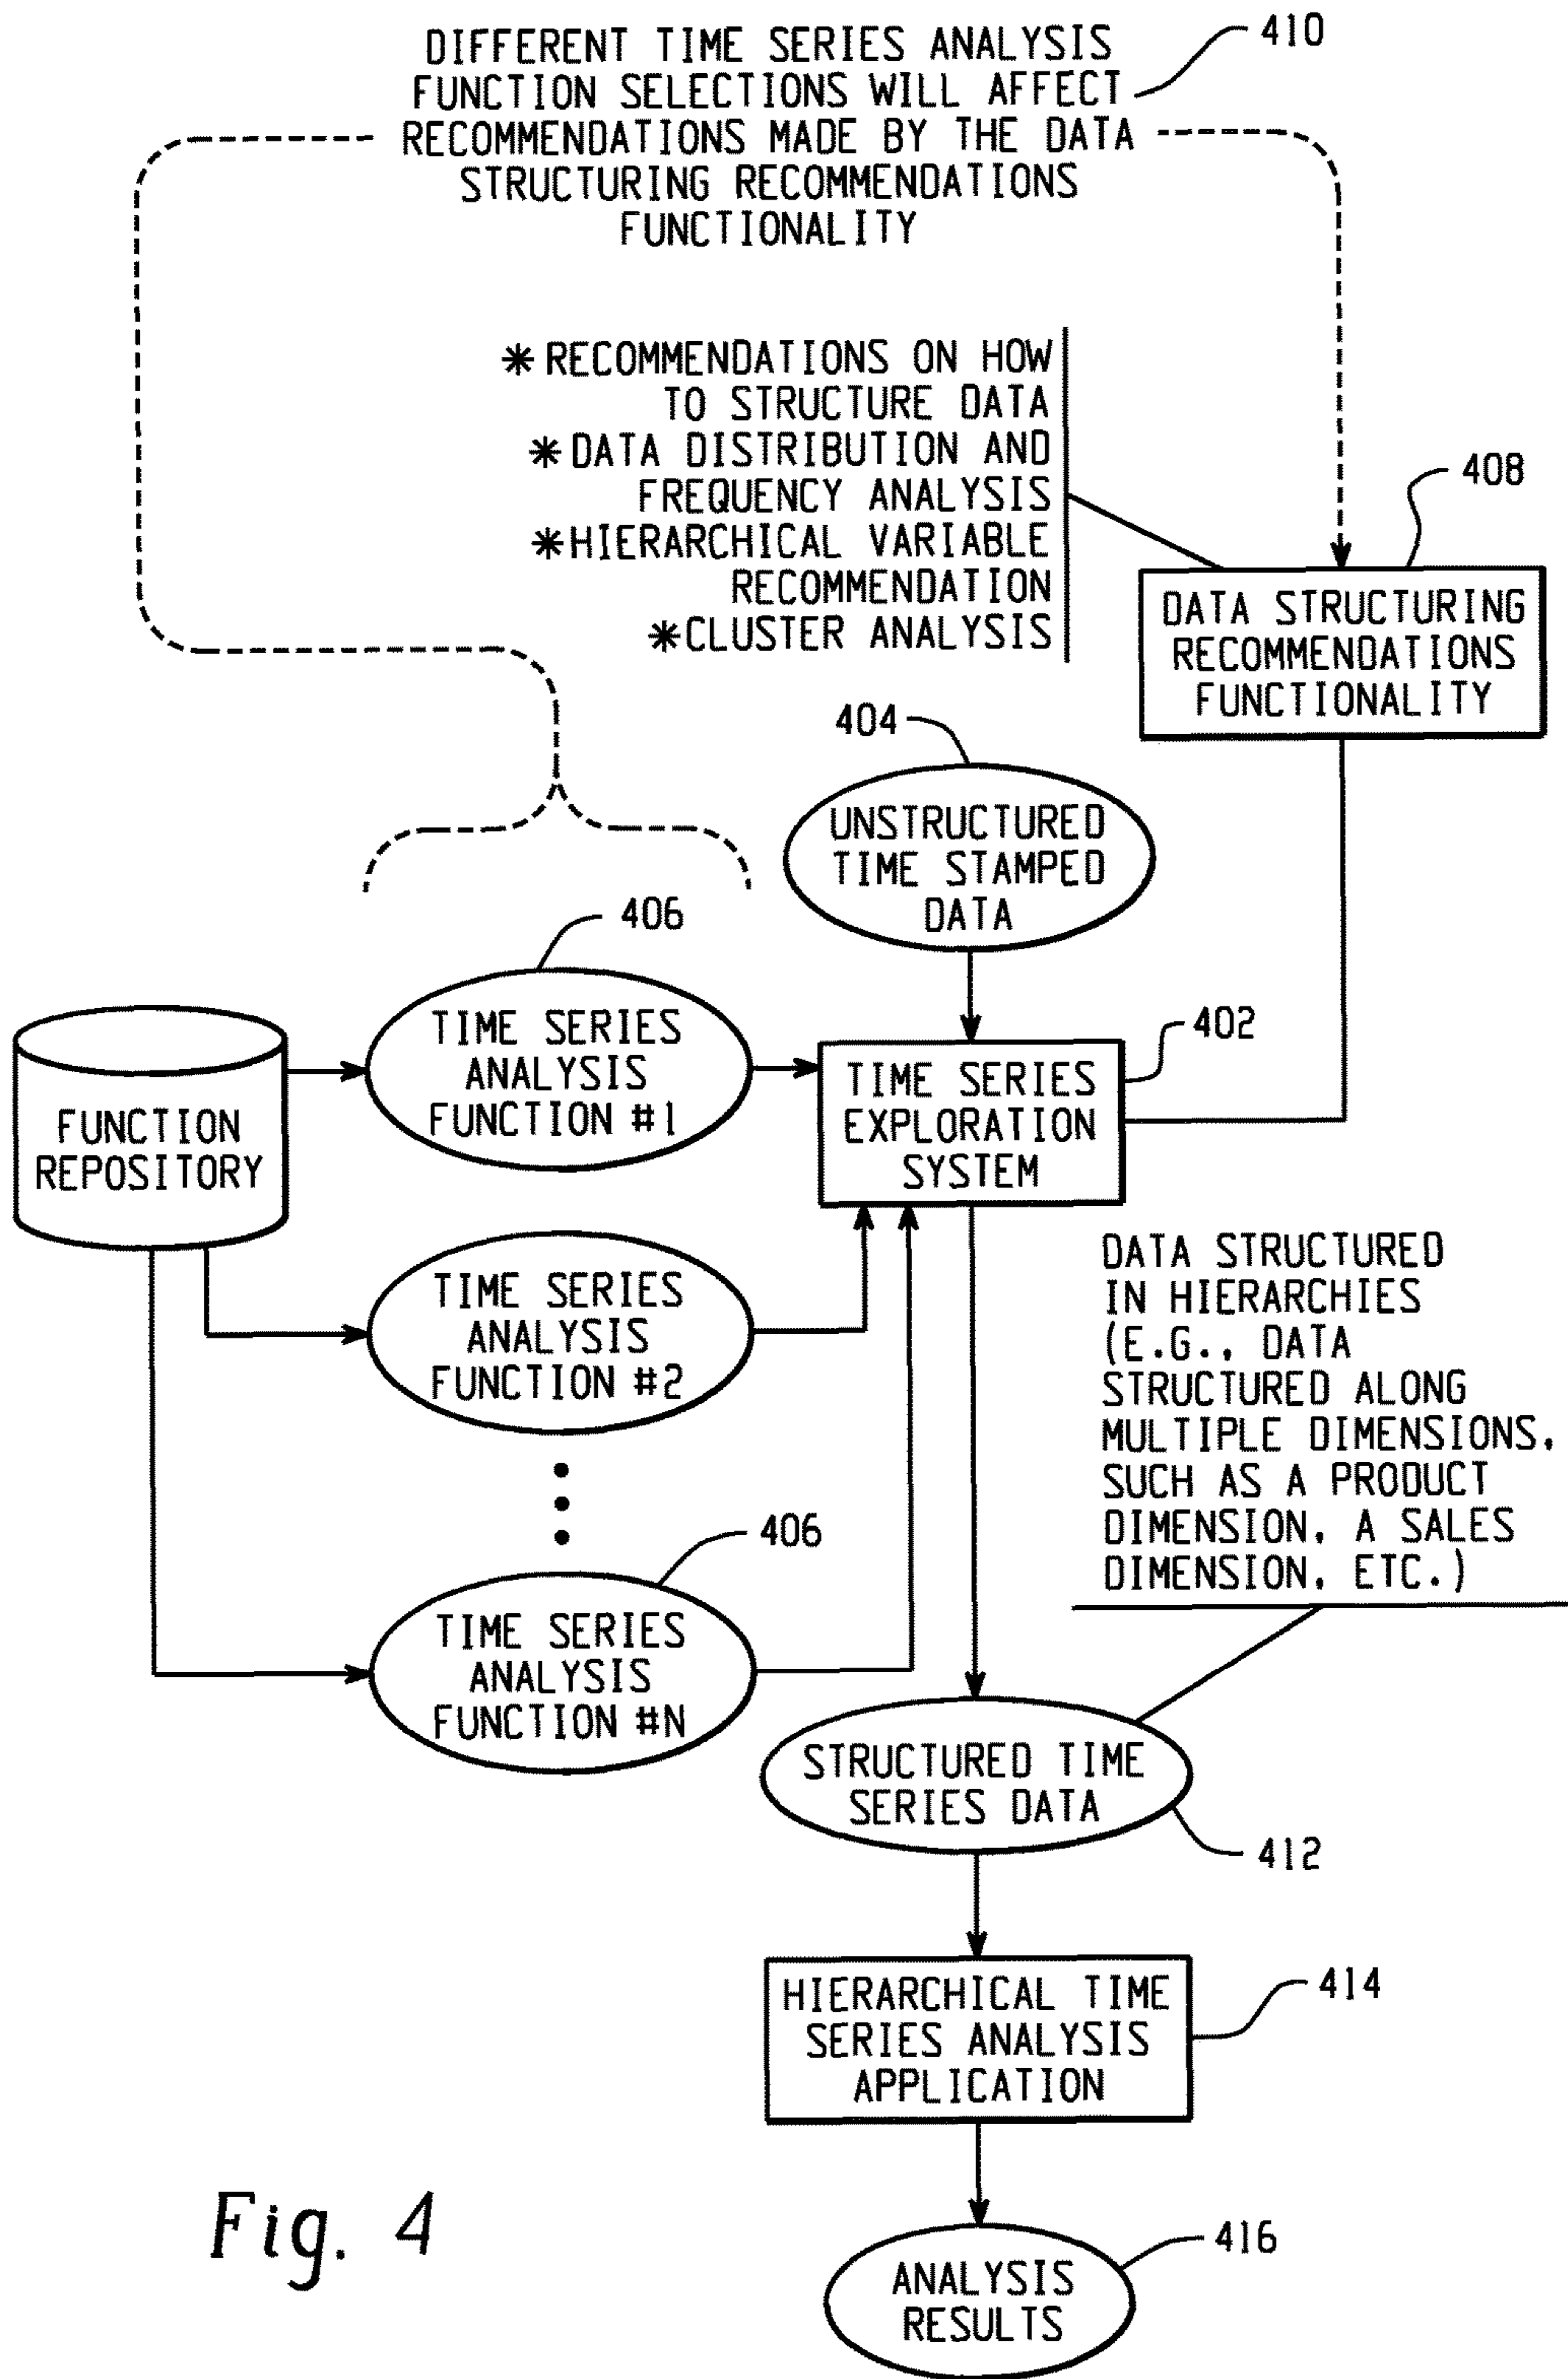 DIFFERENT TIME SERIES ANALYSIS
FUNCTION SELECTIONS WILL AFFECT
RECOMMENDATIONS MADE BY THE DATA
STRUCTURING RECOMMENDATIONS
FUNCTIONALITY
410
* RECOMMENDATIONS ON HOW
TO STRUCTURE DATA
* DATA DISTRIBUTION AND
FREQUENCY ANALYSIS
* HIERARCHICAL VARIABLE
RECOMMENDATION
* CLUSTER ANALYSIS
408
DATA STRUCTURING
RECOMMENDATIONS
FUNCTIONALITY
404
UNSTRUCTURED
TIME STAMPED
DATA
406
TIME SERIES
ANALYSIS
FUNCTION #1
402
TIME SERIES
EXPLORATION
SYSTEM
FUNCTION
REPOSITORY
TIME SERIES
ANALYSIS
FUNCTION #2
DATA STRUCTURED
IN HIERARCHIES
(E.G., DATA
STRUCTURED ALONG
MULTIPLE DIMENSIONS,
SUCH AS A PRODUCT
DIMENSION, A SALES
DIMENSION, ETC.)
406
TIME SERIES
ANALYSIS
FUNCTION #N
STRUCTURED TIME
SERIES DATA
412
HIERARCHICAL TIME
SERIES ANALYSIS
APPLICATION
414
Fig. 4
416
ANALYSIS
RESULTS